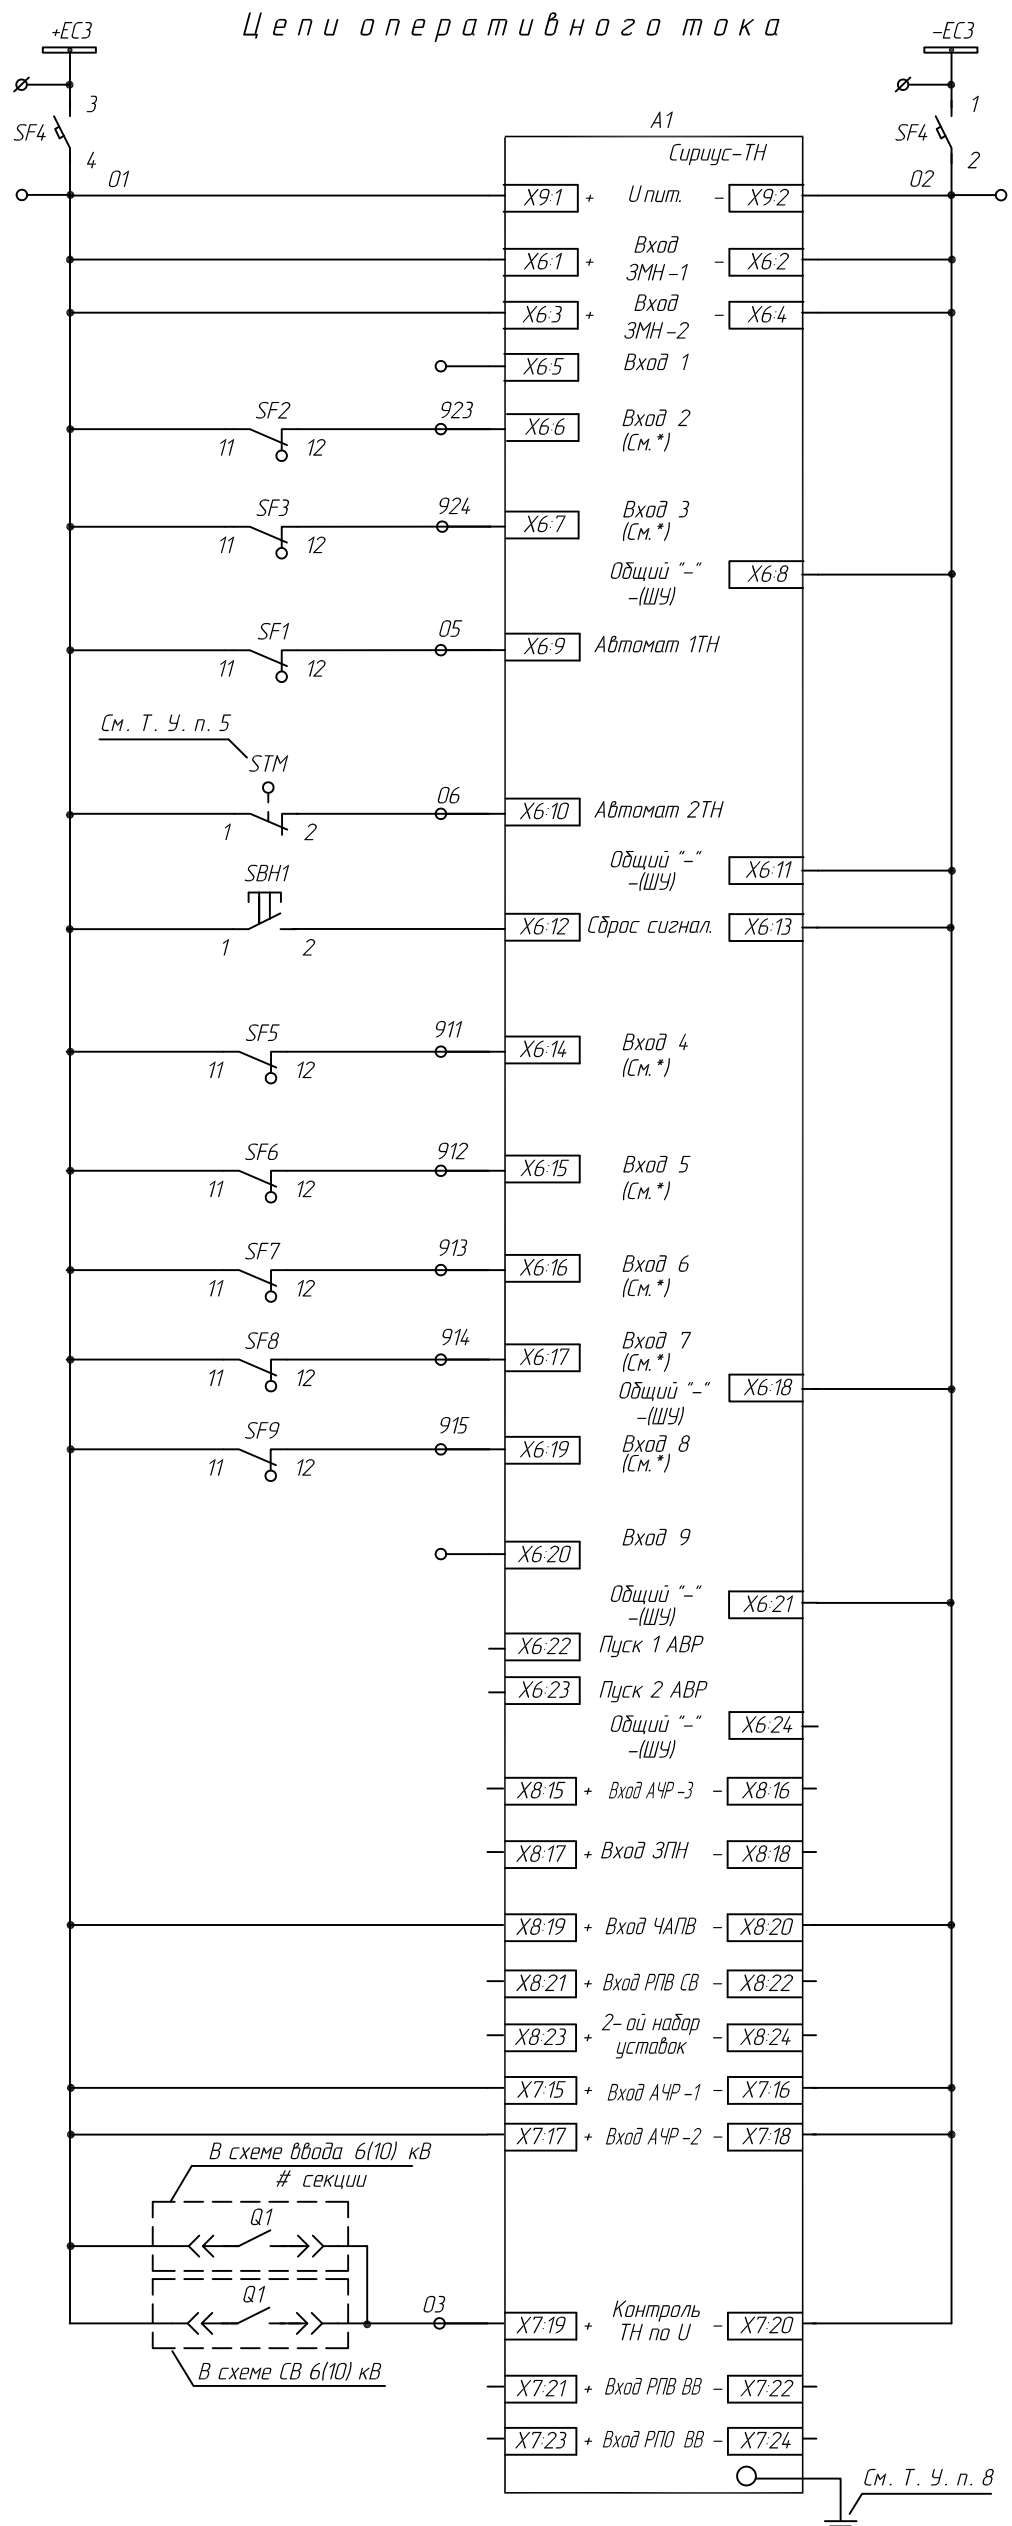 Цепи оперативного тока
+ЕС3
-ЕС3
3
1
SF4
SF4
4
2
А1
Сириус-ТН
01
02
X9:1 + U пит. - X9:2
Вход
X6:1 + ЗМН-1 - X6:2
Вход
X6:3 + ЗМН-2 - X6:4
X6:5 Вход 1
SF2 923
11 12 X6:6 Вход 2
(См.*)
SF3 924
11 12 X6:7 Вход 3
(См.*)
Общий "-" X6:8
-(ШУ)
SF1 05
11 12 X6:9 Автомат 1ТН
См. Т. У. п. 5
STM
06
1 2 X6:10 Автомат 2ТН
Общий "-" X6:11
-(ШУ)
SBH1
1 2 X6:12 Сброс сигнал. X6:13
SF5 911
11 12 X6:14 Вход 4
(См.*)
SF6 912
11 12 X6:15 Вход 5
(См.*)
SF7 913
11 12 X6:16 Вход 6
(См.*)
SF8 914
11 12 X6:17 Вход 7
(См.*)
Общий "-" X6:18
-(ШУ)
SF9 915
11 12 X6:19 Вход 8
(См.*)
X6:20 Вход 9
Общий "-" X6:21
-(ШУ)
X6:22 Пуск 1 АВР
X6:23 Пуск 2 АВР
Общий "-" X6:24
-(ШУ)
X8:15 + Вход АЧР-3 - X8:16
X8:17 + Вход ЗПН - X8:18
X8:19 + Вход ЧАПВ - X8:20
X8:21 + Вход РПВ СВ - X8:22
2-ой набор
X8:23 + уставок - X8:24
X7:15 + Вход АЧР-1 - X7:16
X7:17 + Вход АЧР-2 - X7:18
В схеме ввода 6(10) кВ
# секции
Q1
Q1
03
Контроль
X7:19 + ТН по U - X7:20
В схеме СВ 6(10) кВ
X7:21 + Вход РПВ ВВ - X7:22
X7:23 + Вход РПО ВВ - X7:24
См. Т. У. п. 8